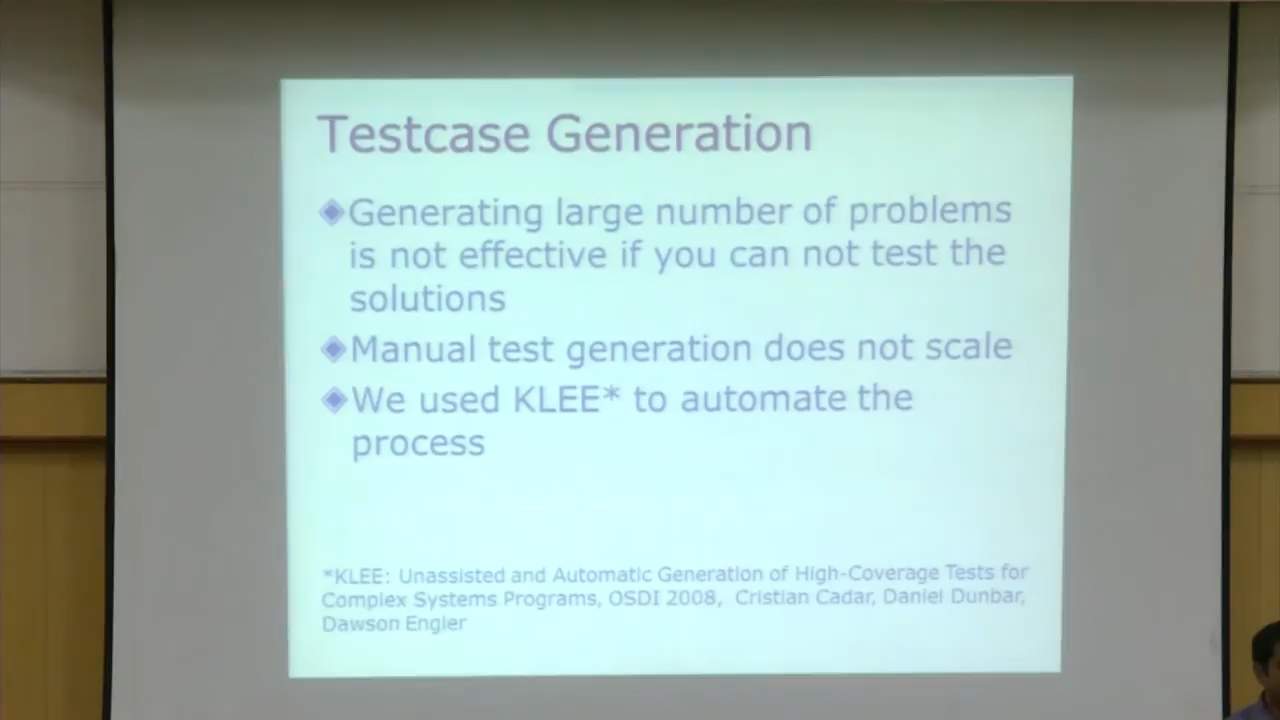 Testcase Generation
Generating large number of problems
is not effective if you can not test the
solutions
Manual test generation does not scale
We used KLEE* to automate the
process
*KLEE: Unassisted and Automatic Generation of High-Coverage Tests for
Complex Systems Programs, OSDI 2008, Cristian Cadar, Daniel Dunbar,
Dawson Engler